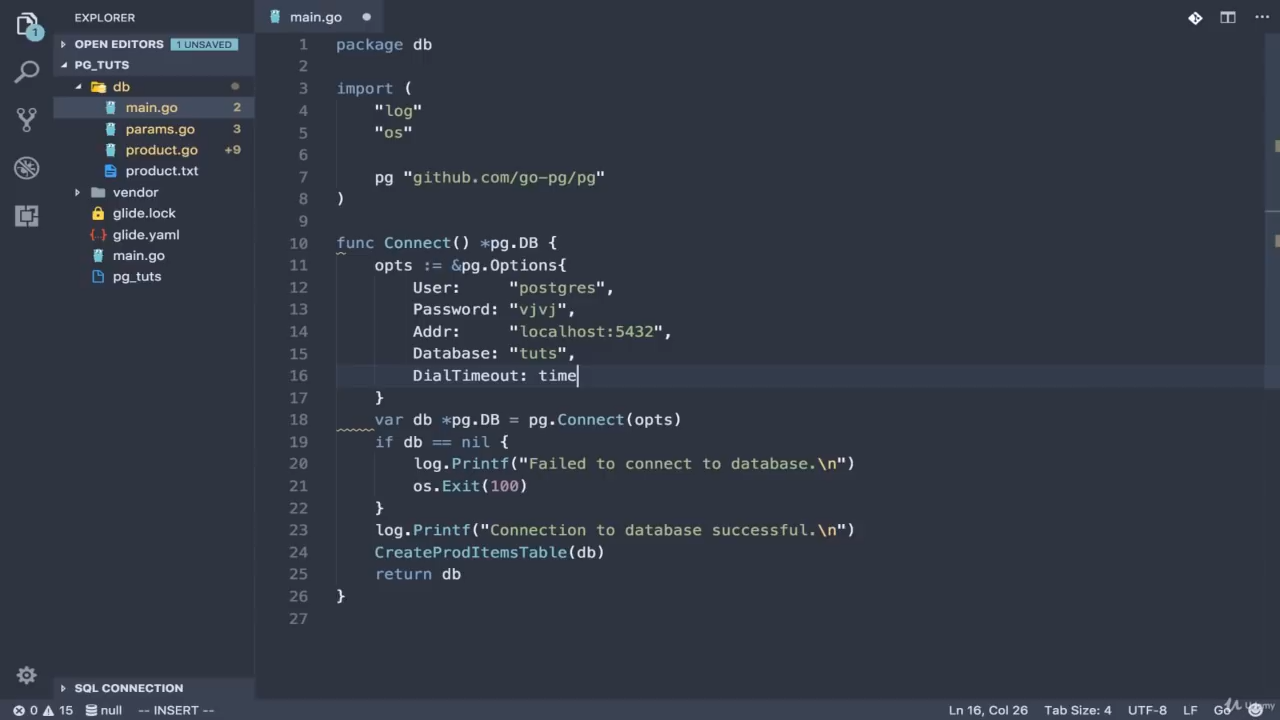 EXPLORER
OPEN EDITORS 1 UNSAVED
PG_TUTS
db
main.go 2
params.go 3
product.go +9
product.txt
vendor
glide.lock
glide.yaml
main.go
pg_tuts
SQL CONNECTION
1
main.go
1 package db
2
3 import (
4 "log"
5 "os"
6
7 pg "github.com/go-pg/pg"
8 )
9
10 func Connect() *pg.DB {
11 opts := &pg.Options{
12 User: "postgres",
13 Password: "vjvj",
14 Addr: "localhost:5432",
15 Database: "tuts",
16 DialTimeout: time
17 }
18 var db *pg.DB = pg.Connect(opts)
19 if db == nil {
20 log.Printf("Failed to connect to database.\n")
21 os.Exit(100)
22 }
23 log.Printf("Connection to database successful.\n")
24 CreateProdItemsTable(db)
25 return db
26 }
27
0 15 null -- INSERT -- Ln 16, Col 26 Tab Size: 4 UTF-8 LF Go
Udemy